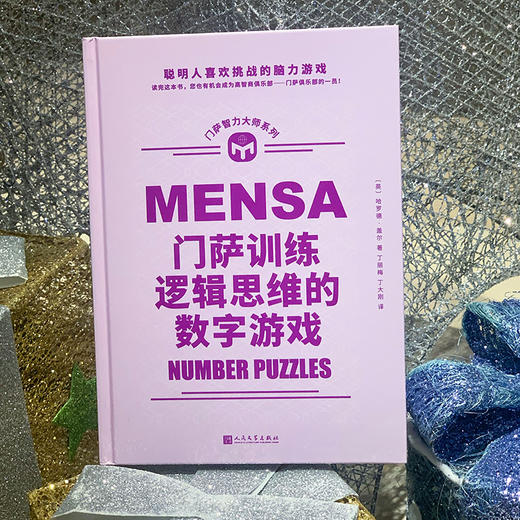 聪明人喜欢挑战的脑力游戏
读完这本书，您也有机会成为高智商俱乐部——门萨俱乐部的一员！
门萨智力大师系列
MENSA
门萨训练
逻辑思维的
数字游戏
NUMBER PUZZLES
[英] 哈罗德·盖尔 著 丁丽梅 丁大刚 译
人民文学出版社